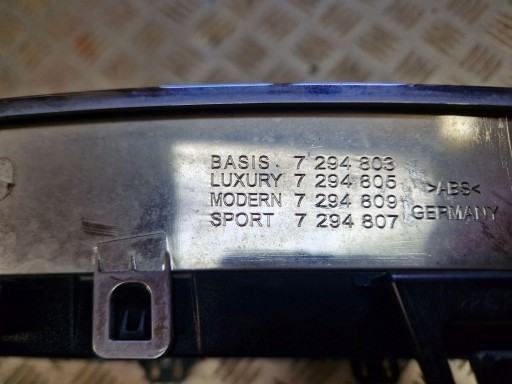 BASIS 7 294 803
LUXURY 7 294 805
MODERN 7 294 809
SPORT 7 294 807
>ABS<
GERMANY